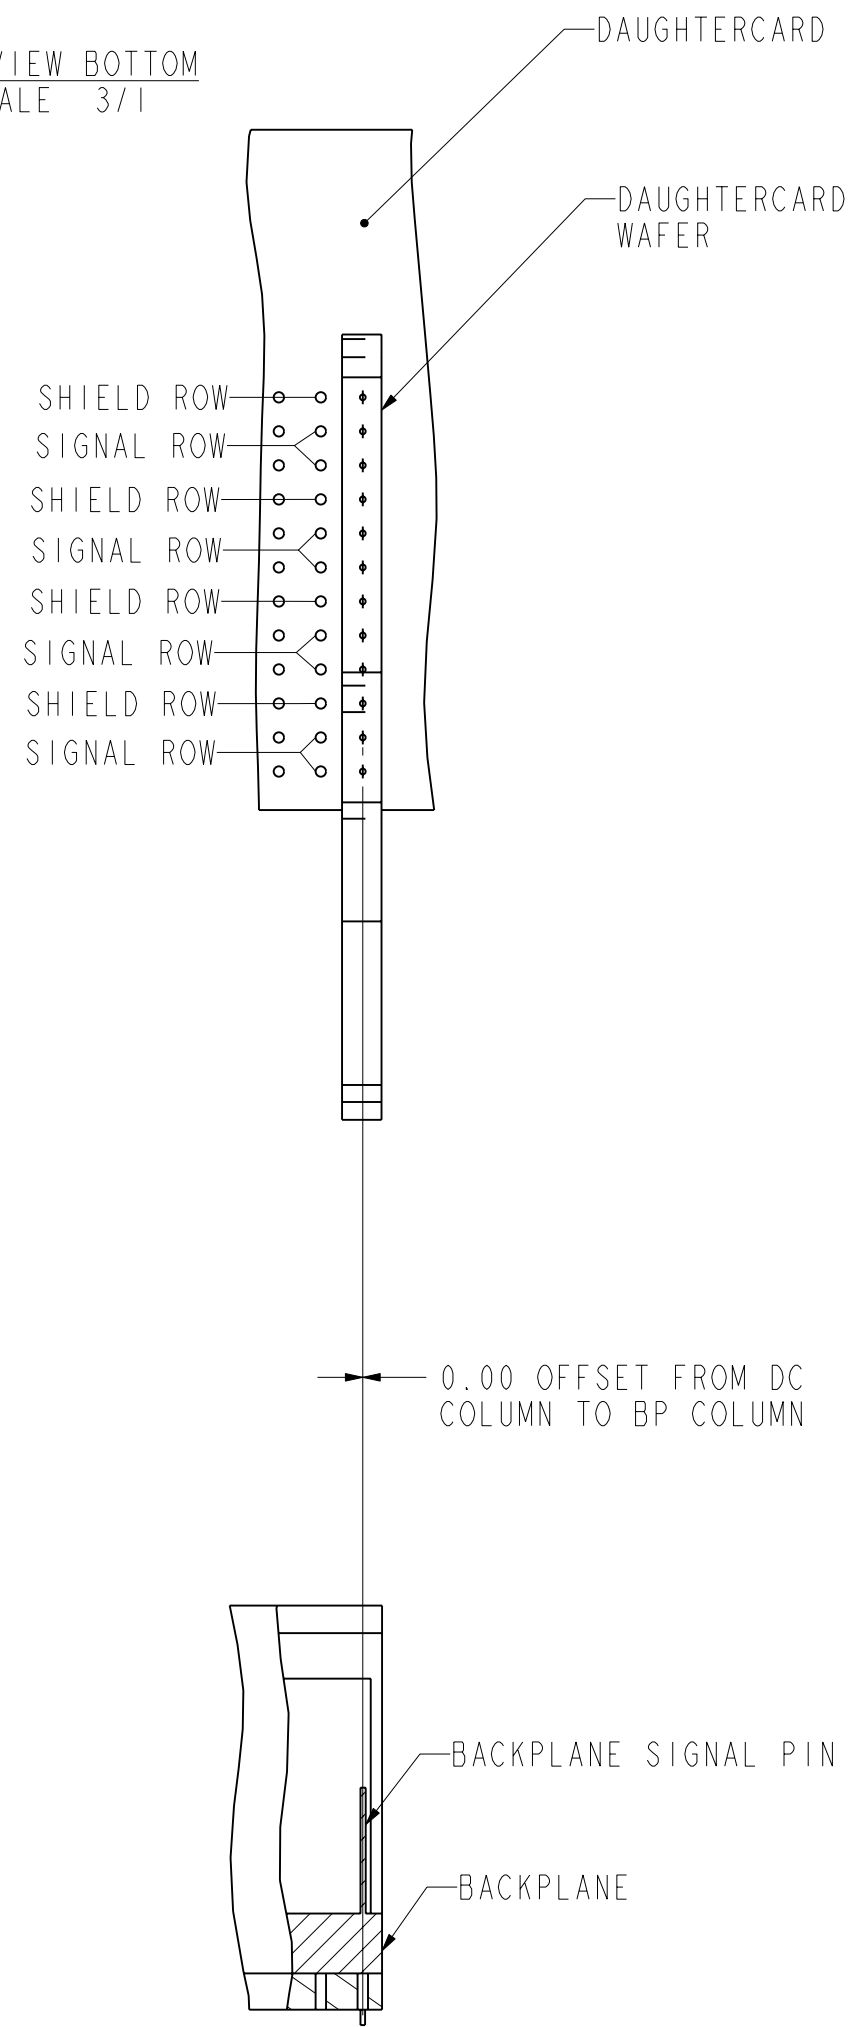 DAUGHTERCARD
VIEW BOTTOM
ALE 3/1
DAUGHTERCARD
WAFER
SHIELD ROW
SIGNAL ROW
SHIELD ROW
SIGNAL ROW
SHIELD ROW
SIGNAL ROW
SHIELD ROW
SIGNAL ROW
0.00 OFFSET FROM DC
COLUMN TO BP COLUMN
BACKPLANE SIGNAL PIN
BACKPLANE